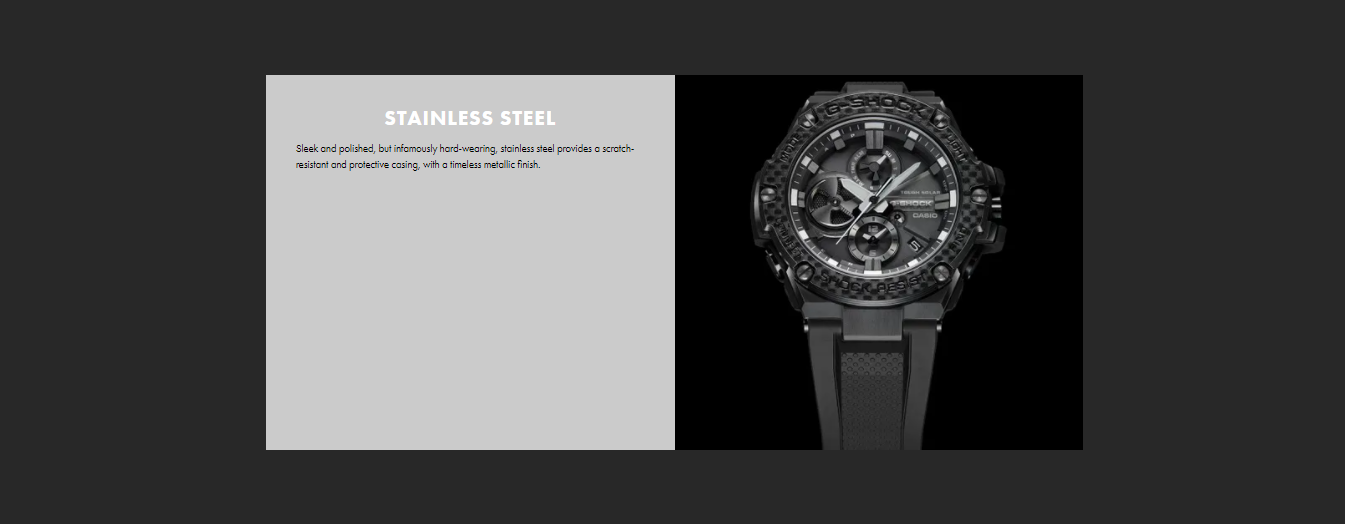 STAINLESS STEEL
Sleek and polished, but infamously hard-wearing, stainless steel provides a scratch-
resistant and protective casing, with a timeless metallic finish.
G-SHOCK
TOUGH SOLAR
G-SHOCK
CASIO
5
SHOCK RESIST